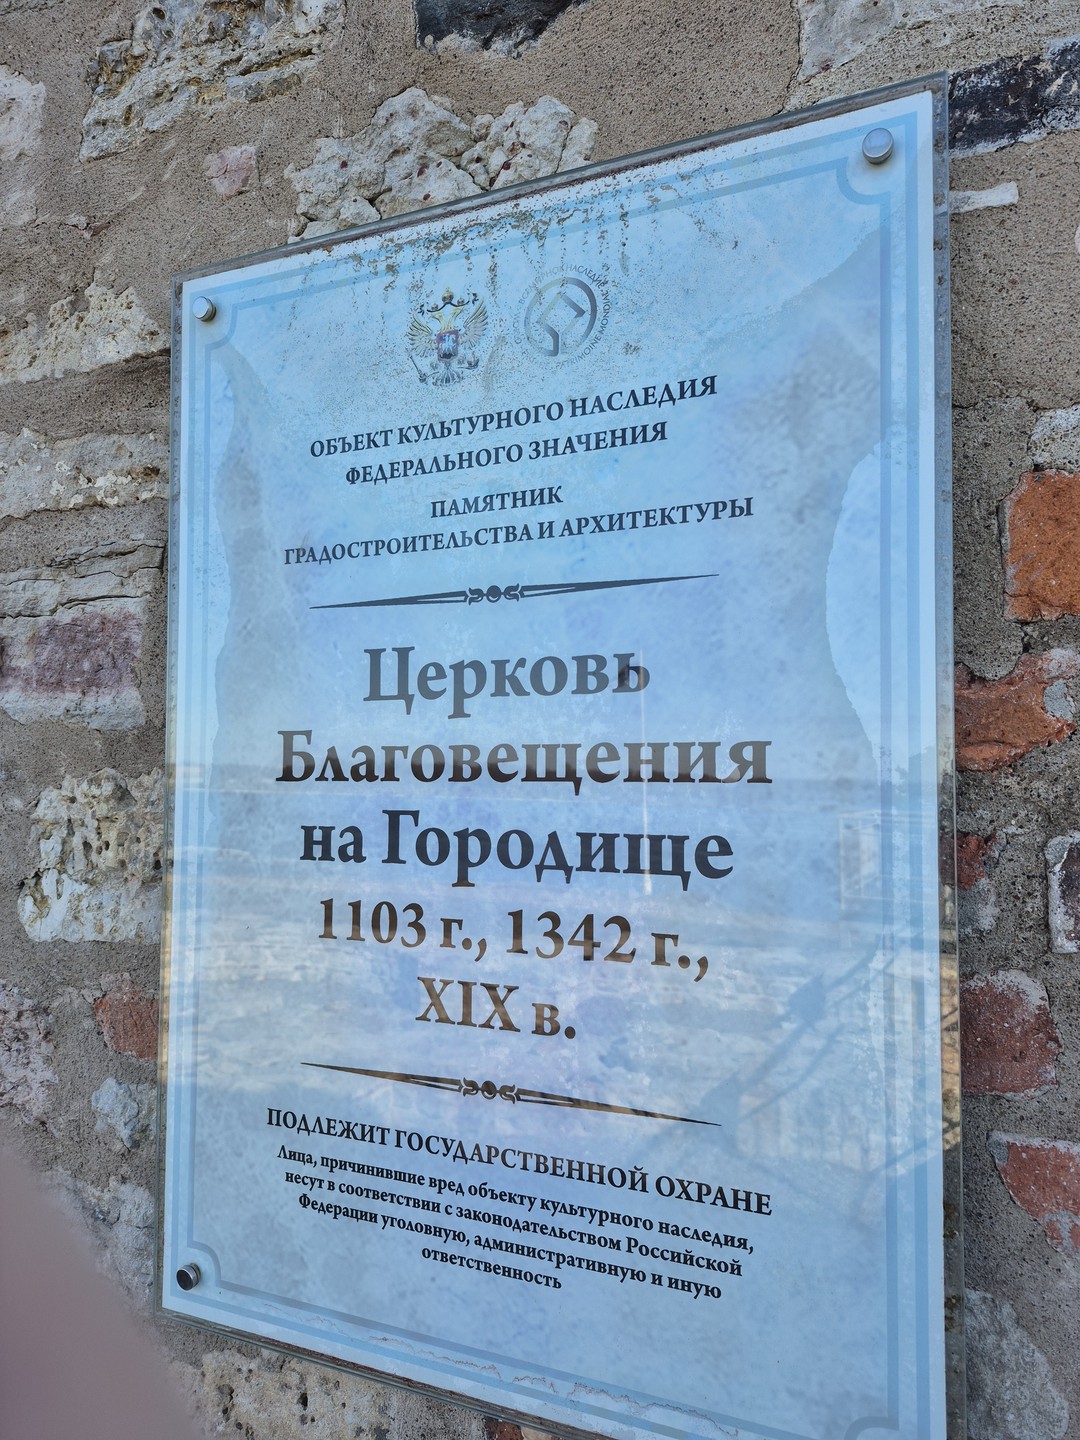 ОБЪЕКТ КУЛЬТУРНОГО НАСЛЕДИЯ
ФЕДЕРАЛЬНОГО ЗНАЧЕНИЯ
ПАМЯТНИК
ГРАДОСТРОИТЕЛЬСТВА И АРХИТЕКТУРЫ
Церковь
Благовещения
на Городище
1103 г., 1342 г.,
XIX в.
ПОДЛЕЖИТ ГОСУДАРСТВЕННОЙ ОХРАНЕ
Лица, причинившие вред объекту культурного наследия,
несут в соответствии с законодательством Российской
Федерации уголовную, административную и иную
ответственность